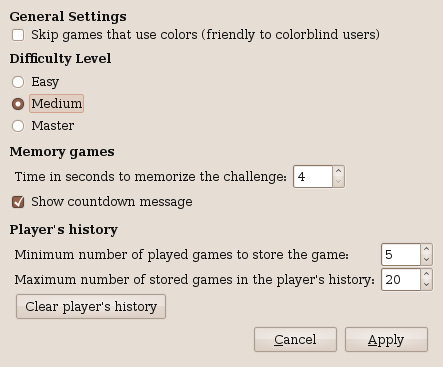 General Settings
Skip games that use colors (friendly to colorblind users)
Difficulty Level
Easy
Medium
Master
Memory games
Time in seconds to memorize the challenge: 4
Show countdown message
Player's history
Minimum number of played games to store the game: 5
Maximum number of stored games in the player's history: 20
Clear player's history
Cancel Apply